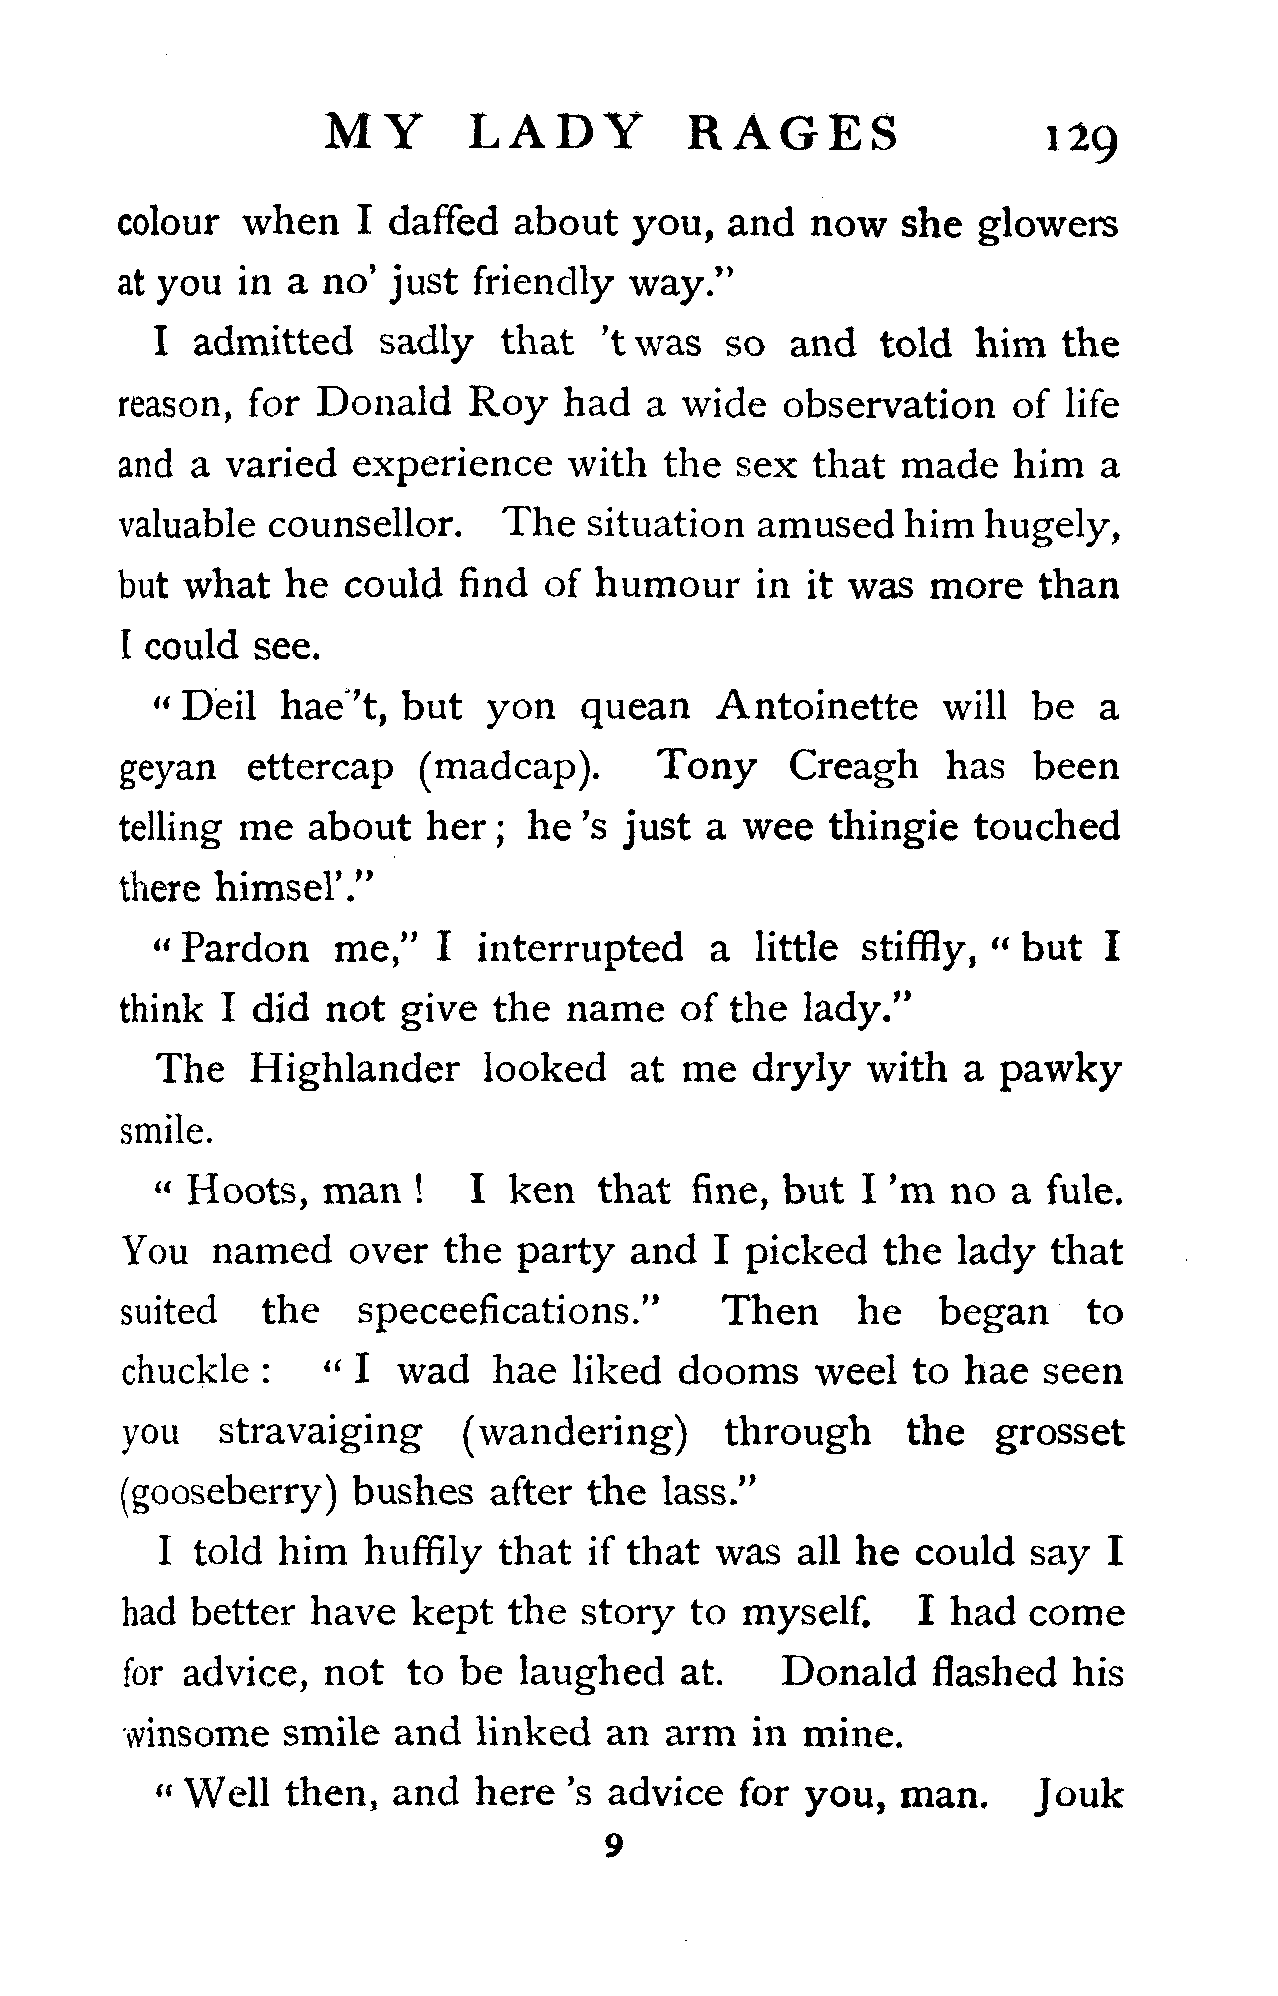 MY LADY RAGES 129
colour when I daffed about you, and now she glowers
at you in a no' just friendly way."
I admitted sadly that 't was so and told him the
reason, for Donald Roy had a wide observation of life
and a varied experience with the sex that made him a
valuable counsellor. The situation amused him hugely,
but what he could find of humour in it was more than
I could see.
" Deil hae 't, but yon quean Antoinette will be a
geyan ettercap (madcap). Tony Creagh has been
telling me about her ; he 's just a wee thingie touched
there himsel'."
" Pardon me," I interrupted a little stiffly, " but I
think I did not give the name of the lady."
The Highlander looked at me dryly with a pawky
smile.
" Hoots, man ! I ken that fine, but I 'm no a fule.
You named over the party and I picked the lady that
suited the speceefications." Then he began to
chuckle : " I wad hae liked dooms weel to hae seen
you stravaiging (wandering) through the grosset
(gooseberry) bushes after the lass."
I told him huffily that if that was all he could say I
had better have kept the story to myself. I had come
for advice, not to be laughed at. Donald flashed his
winsome smile and linked an arm in mine.
" Well then, and here 's advice for you, man. Jouk
9